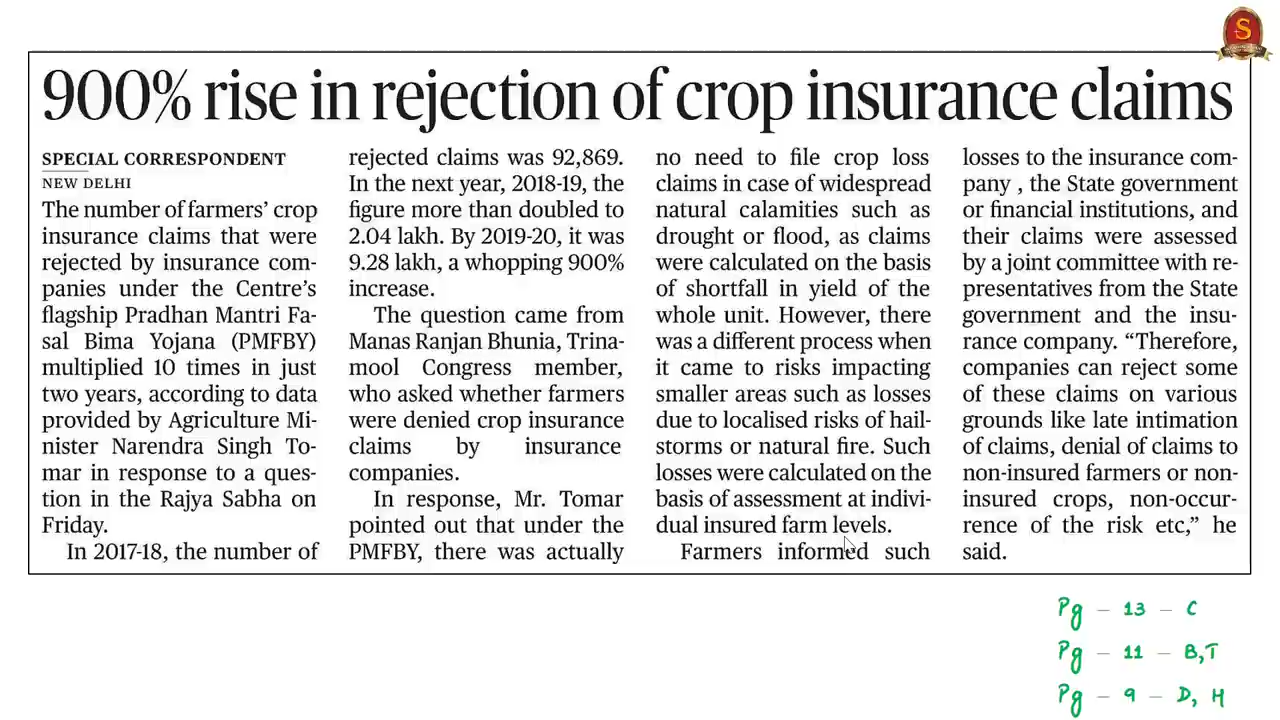 S
900% rise in rejection of crop insurance claims
SPECIAL CORRESPONDENT
NEW DELHI
The number of farmers’ crop
insurance claims that were
rejected by insurance com-
panies under the Centre’s
flagship Pradhan Mantri Fa-
sal Bima Yojana (PMFBY)
multiplied 10 times in just
two years, according to data
provided by Agriculture Mi-
nister Narendra Singh To-
mar in response to a ques-
tion in the Rajya Sabha on
Friday.
In 2017-18, the number of
rejected claims was 92,869.
In the next year, 2018-19, the
figure more than doubled to
2.04 lakh. By 2019-20, it was
9.28 lakh, a whopping 900%
increase.
The question came from
Manas Ranjan Bhunia, Trina-
mool Congress member,
who asked whether farmers
were denied crop insurance
claims by insurance
companies.
In response, Mr. Tomar
pointed out that under the
PMFBY, there was actually
no need to file crop loss
claims in case of widespread
natural calamities such as
drought or flood, as claims
were calculated on the basis
of shortfall in yield of the
whole unit. However, there
was a different process when
it came to risks impacting
smaller areas such as losses
due to localised risks of hail-
storms or natural fire. Such
losses were calculated on the
basis of assessment at indivi-
dual insured farm levels.
Farmers informed such
losses to the insurance com-
pany , the State government
or financial institutions, and
their claims were assessed
by a joint committee with re-
presentatives from the State
government and the insu-
rance company. “Therefore,
companies can reject some
of these claims on various
grounds like late intimation
of claims, denial of claims to
non-insured farmers or non-
insured crops, non-occur-
rence of the risk etc,” he
said.
Pg – 13 – C
Pg – 11 – B,T
Pg – 9 – D, H